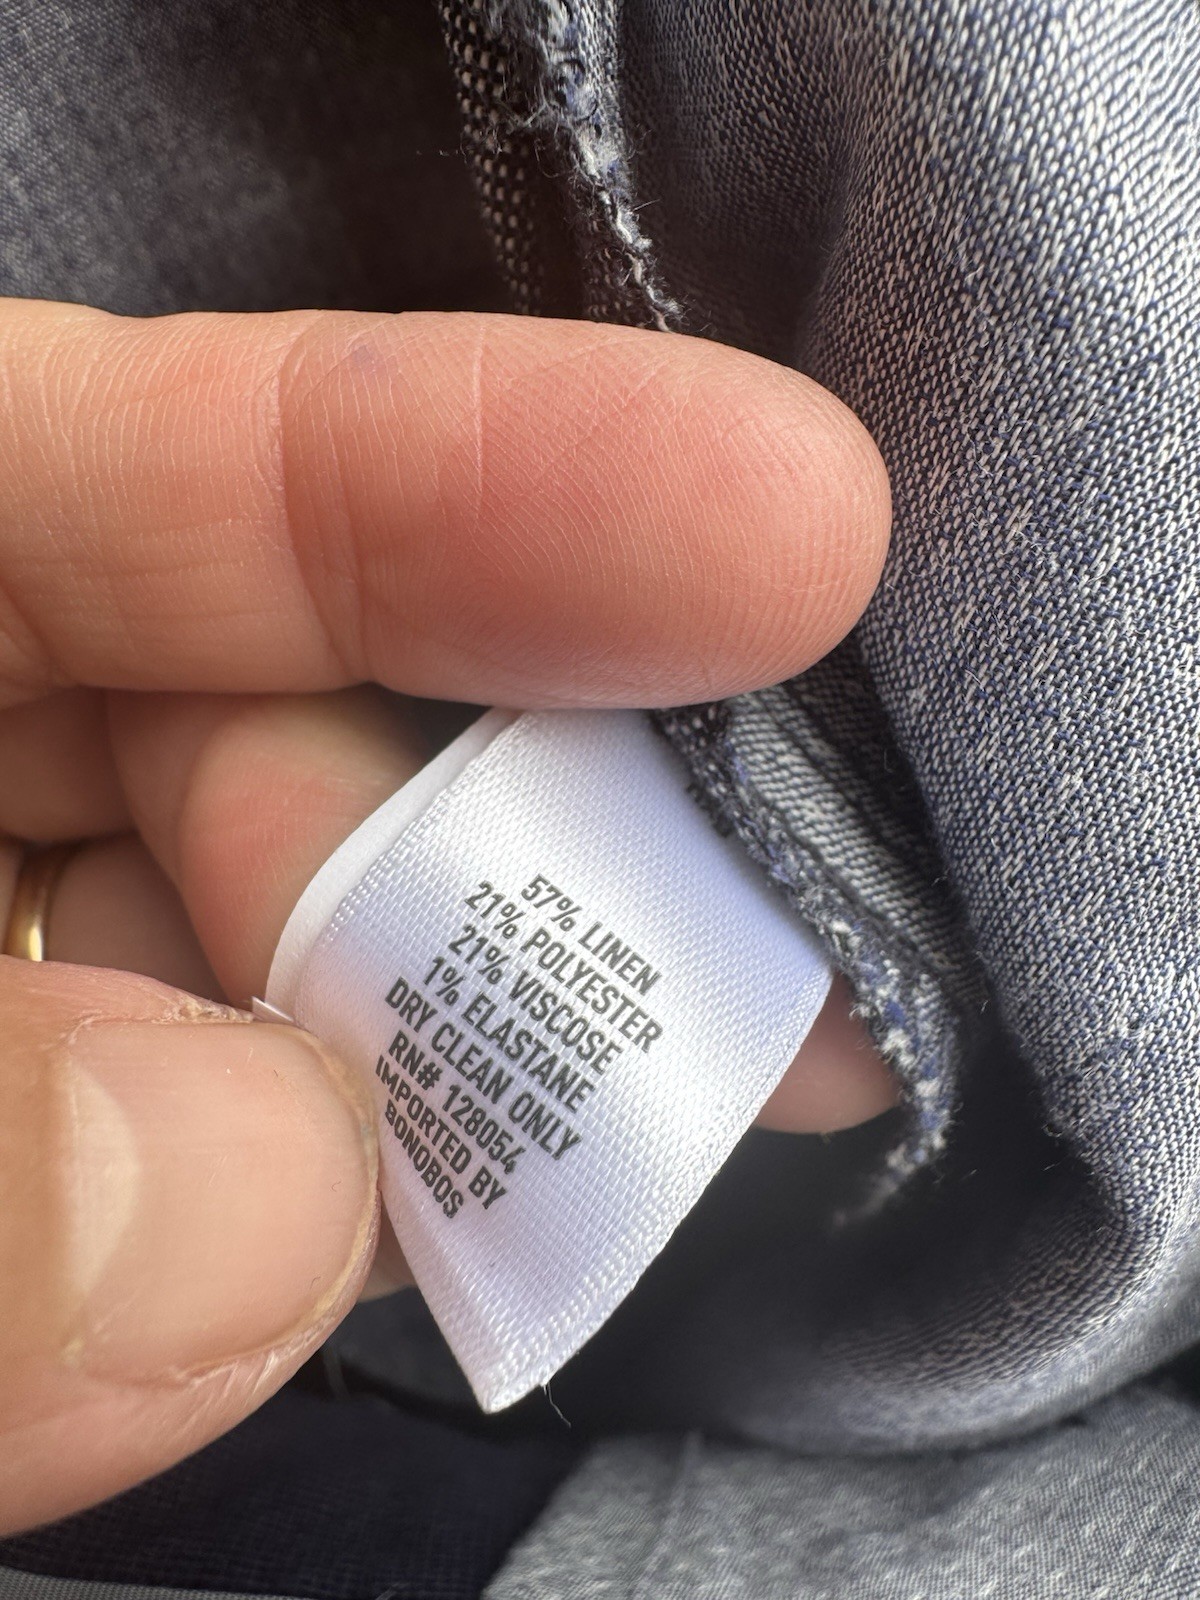 57% LINEN
21% POLYESTER
21% VISCOSE
1% ELASTANE
DRY CLEAN ONLY
RN# 128054
IMPORTED BY
BONOBOS